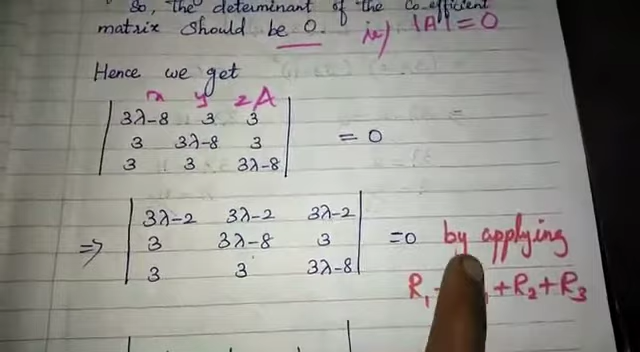 So, the determinant of the co-efficient
matrix should be 0. ie) |A| = 0
Hence we get
x y z A
3λ-8 3 3
3 3λ-8 3 = 0
3 3 3λ-8
⇒ 3λ-2 3λ-2 3λ-2
3 3λ-8 3 =0 by applying
3 3 3λ-8
R₁ +R₂+R₃